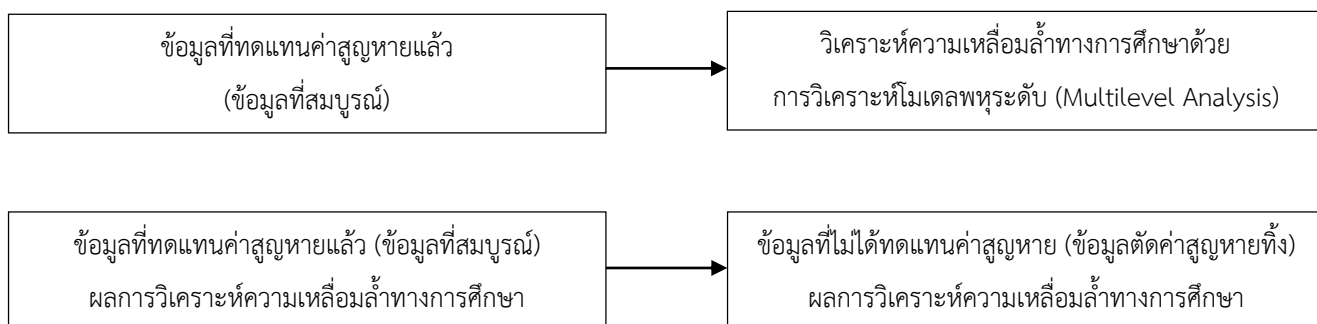 ข้อมูลที่ทดแทนค่าสูญหายแล้ว
(ข้อมูลที่สมบูรณ์)
วิเคราะห์ความเหลื่อมล้ำทางการศึกษาด้วย
การวิเคราะห์โมเดลพหุระดับ (Multilevel Analysis)
ข้อมูลที่ทดแทนค่าสูญหายแล้ว (ข้อมูลที่สมบูรณ์)
ผลการวิเคราะห์ความเหลื่อมล้ำทางการศึกษา
ข้อมูลที่ไม่ได้ทดแทนค่าสูญหาย (ข้อมูลตัดค่าสูญหายทิ้ง)
ผลการวิเคราะห์ความเหลื่อมล้ำทางการศึกษา